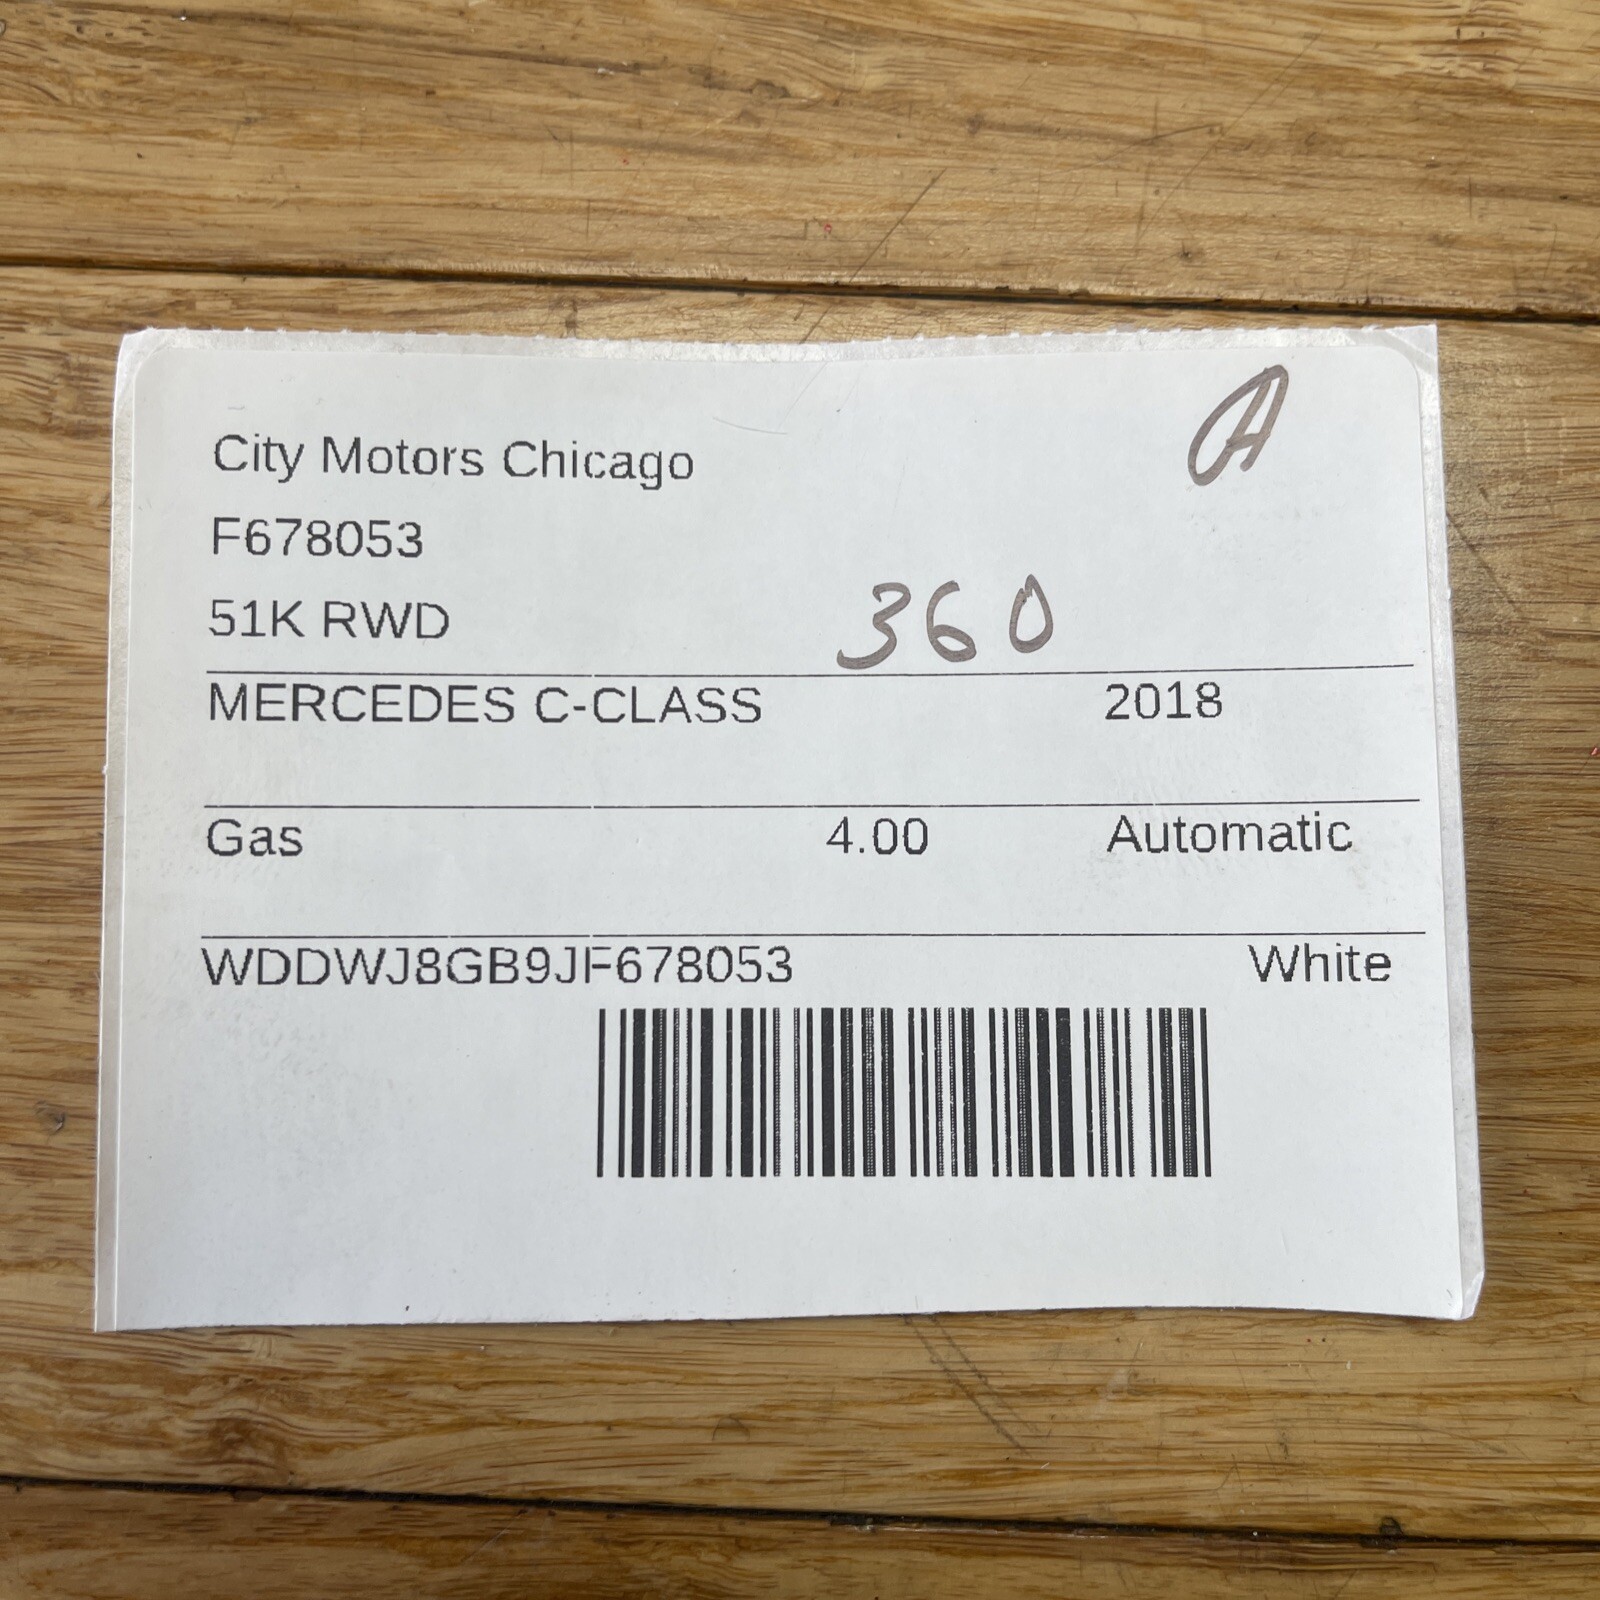 City Motors Chicago
A
F678053
51K RWD
360
MERCEDES C-CLASS 2018
Gas 4.00 Automatic
WDDWJ8GB9JF678053 White